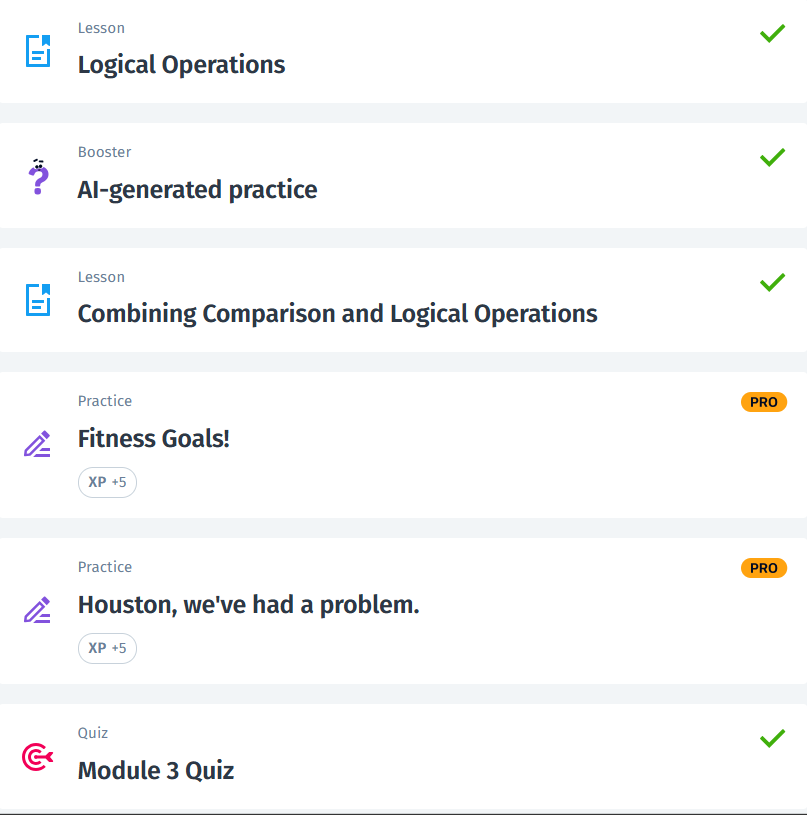 Lesson
Logical Operations
Booster
AI-generated practice
Lesson
Combining Comparison and Logical Operations
Practice
PRO
Fitness Goals!
XP +5
Practice
PRO
Houston, we've had a problem.
XP +5
Quiz
Module 3 Quiz